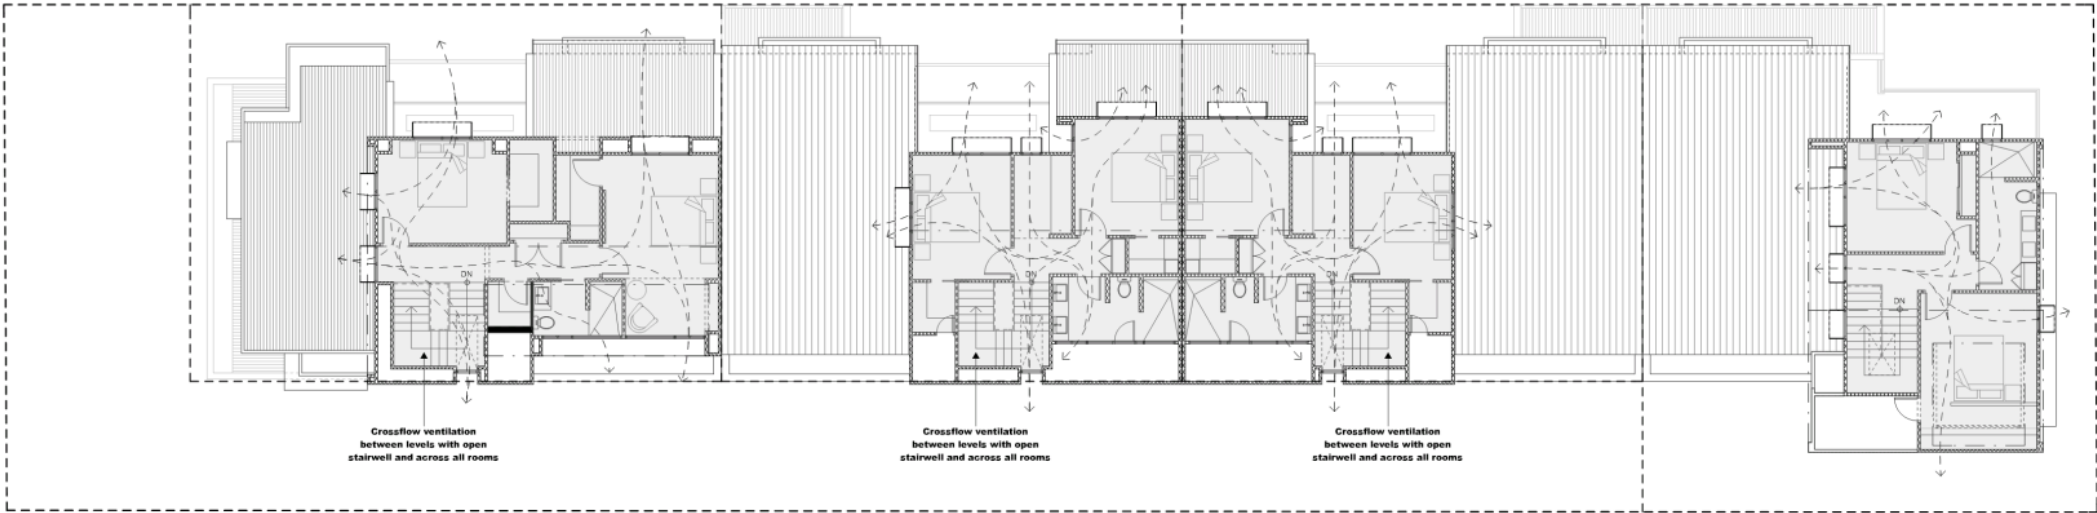 DN
DN
DN
DN
Crossflow ventilation
between levels with open
stairwell and across all rooms
Crossflow ventilation
between levels with open
stairwell and across all rooms
Crossflow ventilation
between levels with open
stairwell and across all rooms